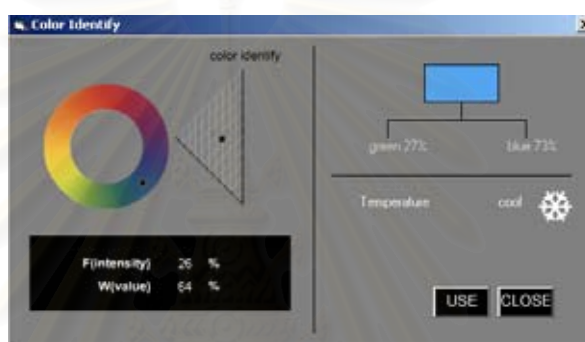 Color Identify
color identify
green 27%
blue 73%
Temperature cool
F(intensity) 26 %
W(value) 64 %
USE CLOSE